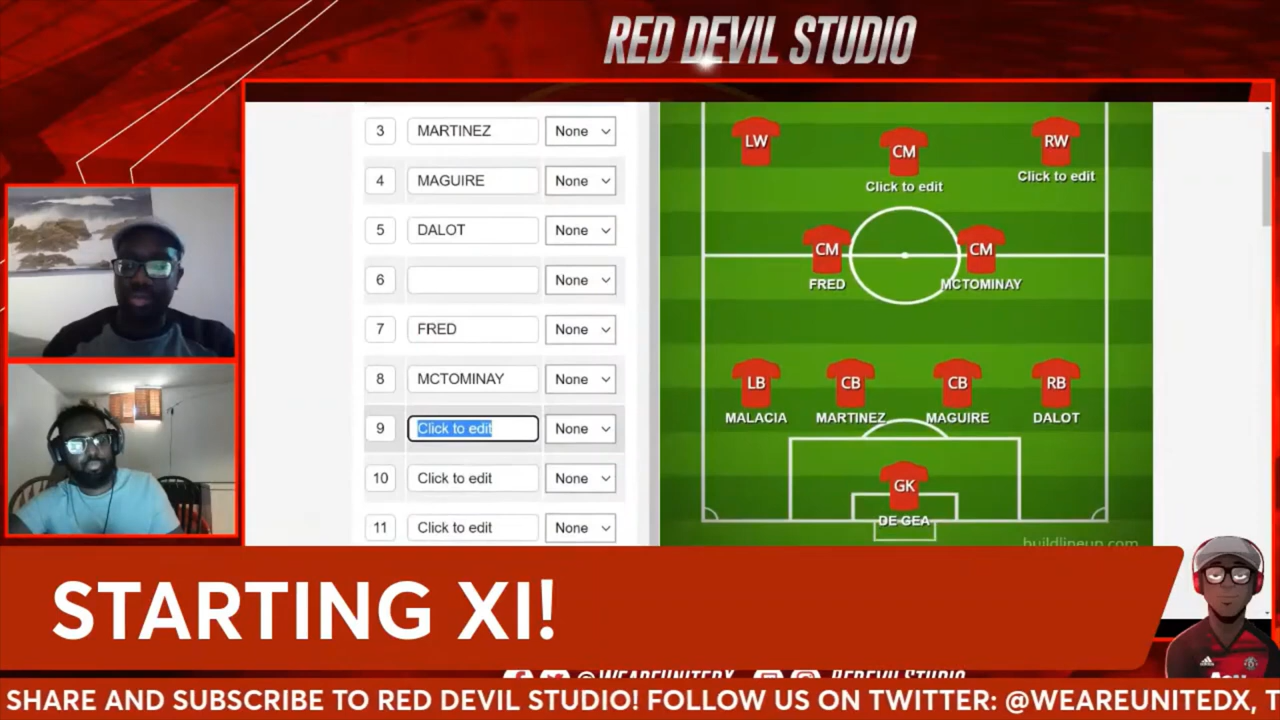 RED DEVIL STUDIO
3 MARTINEZ None
4 MAGUIRE None
5 DALOT None
6 None
7 FRED None
8 MCTOMINAY None
9 Click to edit None
10 Click to edit None
11 Click to edit None
LW CM RW
Click to edit Click to edit
CM CM
FRED MCTOMINAY
LB CB CB RB
MALACIA MARTINEZ MAGUIRE DALOT
GK
DE GEA
buildlineup.com
STARTING XI!
@WEAREUNITEDX REDEVILSTUDIO
SHARE AND SUBSCRIBE TO RED DEVIL STUDIO! FOLLOW US ON TWITTER: @WEAREUNITEDX, T